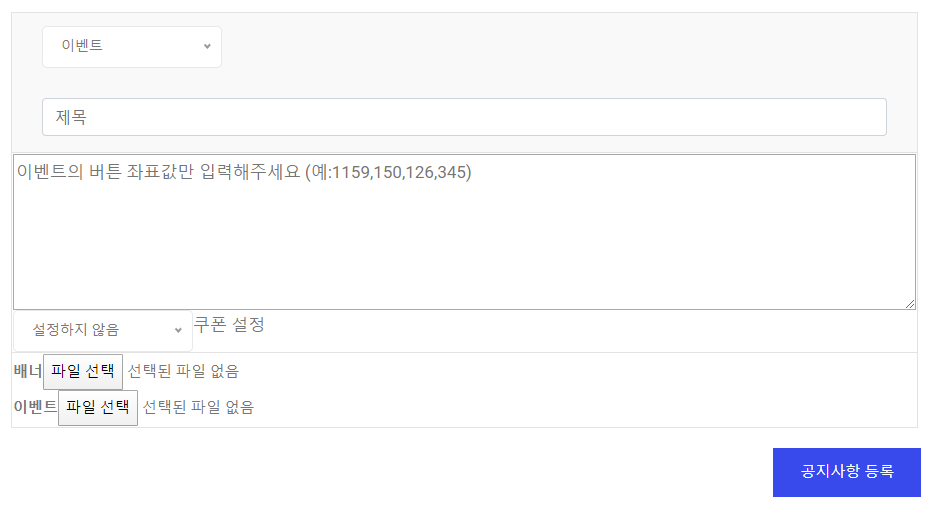 이벤트
제목
이벤트의 버튼 좌표값만 입력해주세요 (예:1159,150,126,345)
설정하지 않음 쿠폰 설정
배너 파일 선택 선택된 파일 없음
이벤트 파일 선택 선택된 파일 없음
공지사항 등록